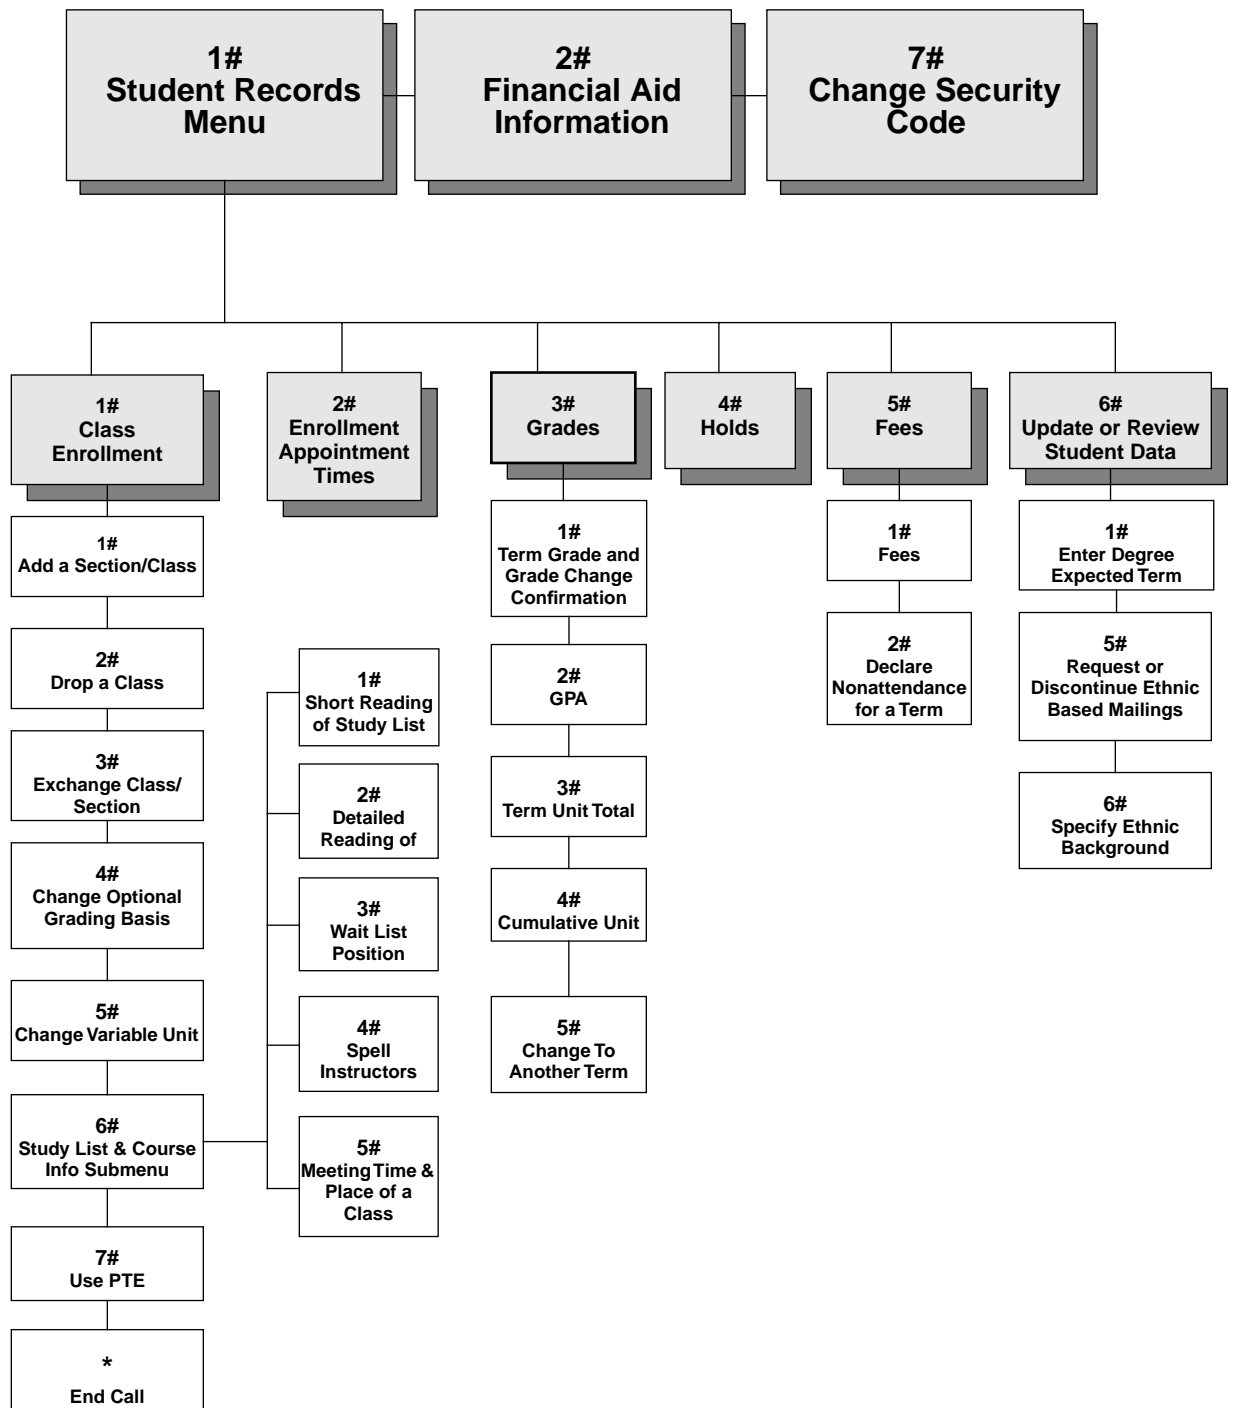 1#
Student Records
Menu
2#
Financial Aid
Information
7#
Change Security
Code
1#
Class
Enrollment
2#
Enrollment
Appointment
Times
3#
Grades
4#
Holds
5#
Fees
6#
Update or Review
Student Data
1#
Add a Section/Class
2#
Drop a Class
3#
Exchange Class/
Section
4#
Change Optional
Grading Basis
5#
Change Variable Unit
6#
Study List & Course
Info Submenu
7#
Use PTE
*
End Call
1#
Short Reading
of Study List
2#
Detailed
Reading of
3#
Wait List
Position
4#
Spell
Instructors
5#
Meeting Time &
Place of a
Class
1#
Term Grade and
Grade Change
Confirmation
2#
GPA
3#
Term Unit Total
4#
Cumulative Unit
5#
Change To
Another Term
1#
Fees
2#
Declare
Nonattendance
for a Term
1#
Enter Degree
Expected Term
5#
Request or
Discontinue Ethnic
Based Mailings
6#
Specify Ethnic
Background